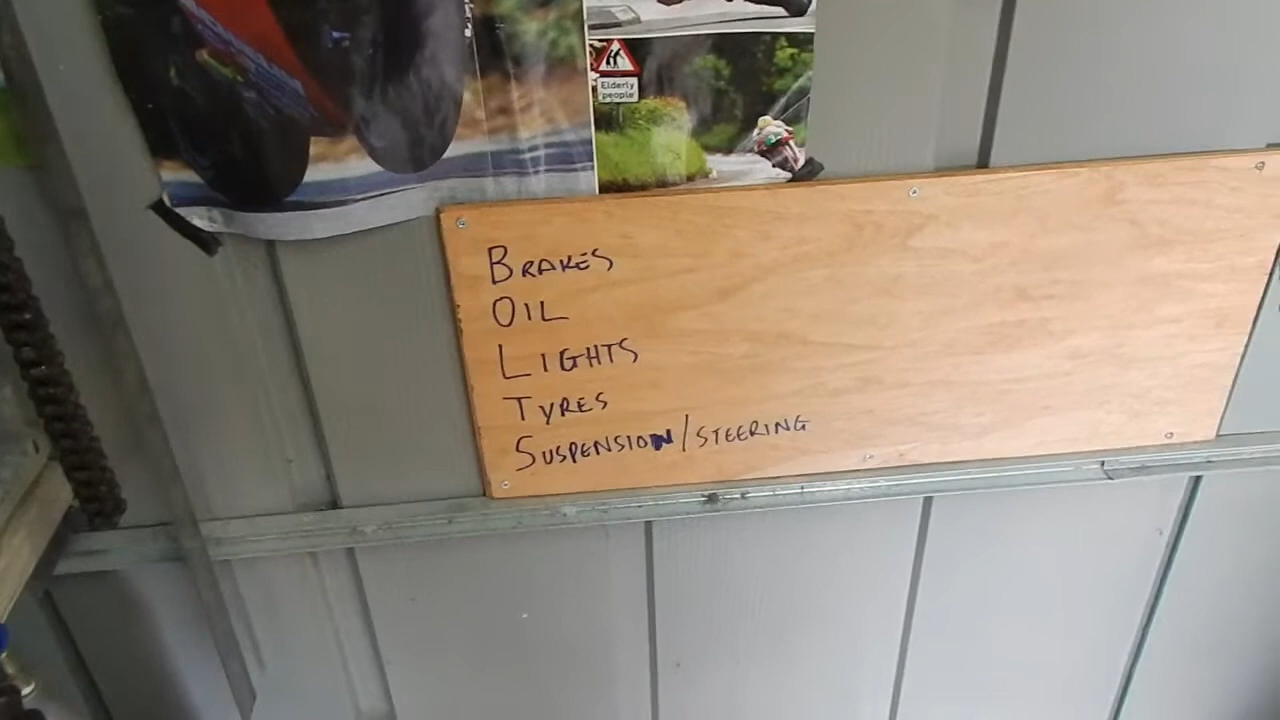 Elderly
people
BRAKES
OIL
LIGHTS
TYRES
SUSPENSION/STEERING